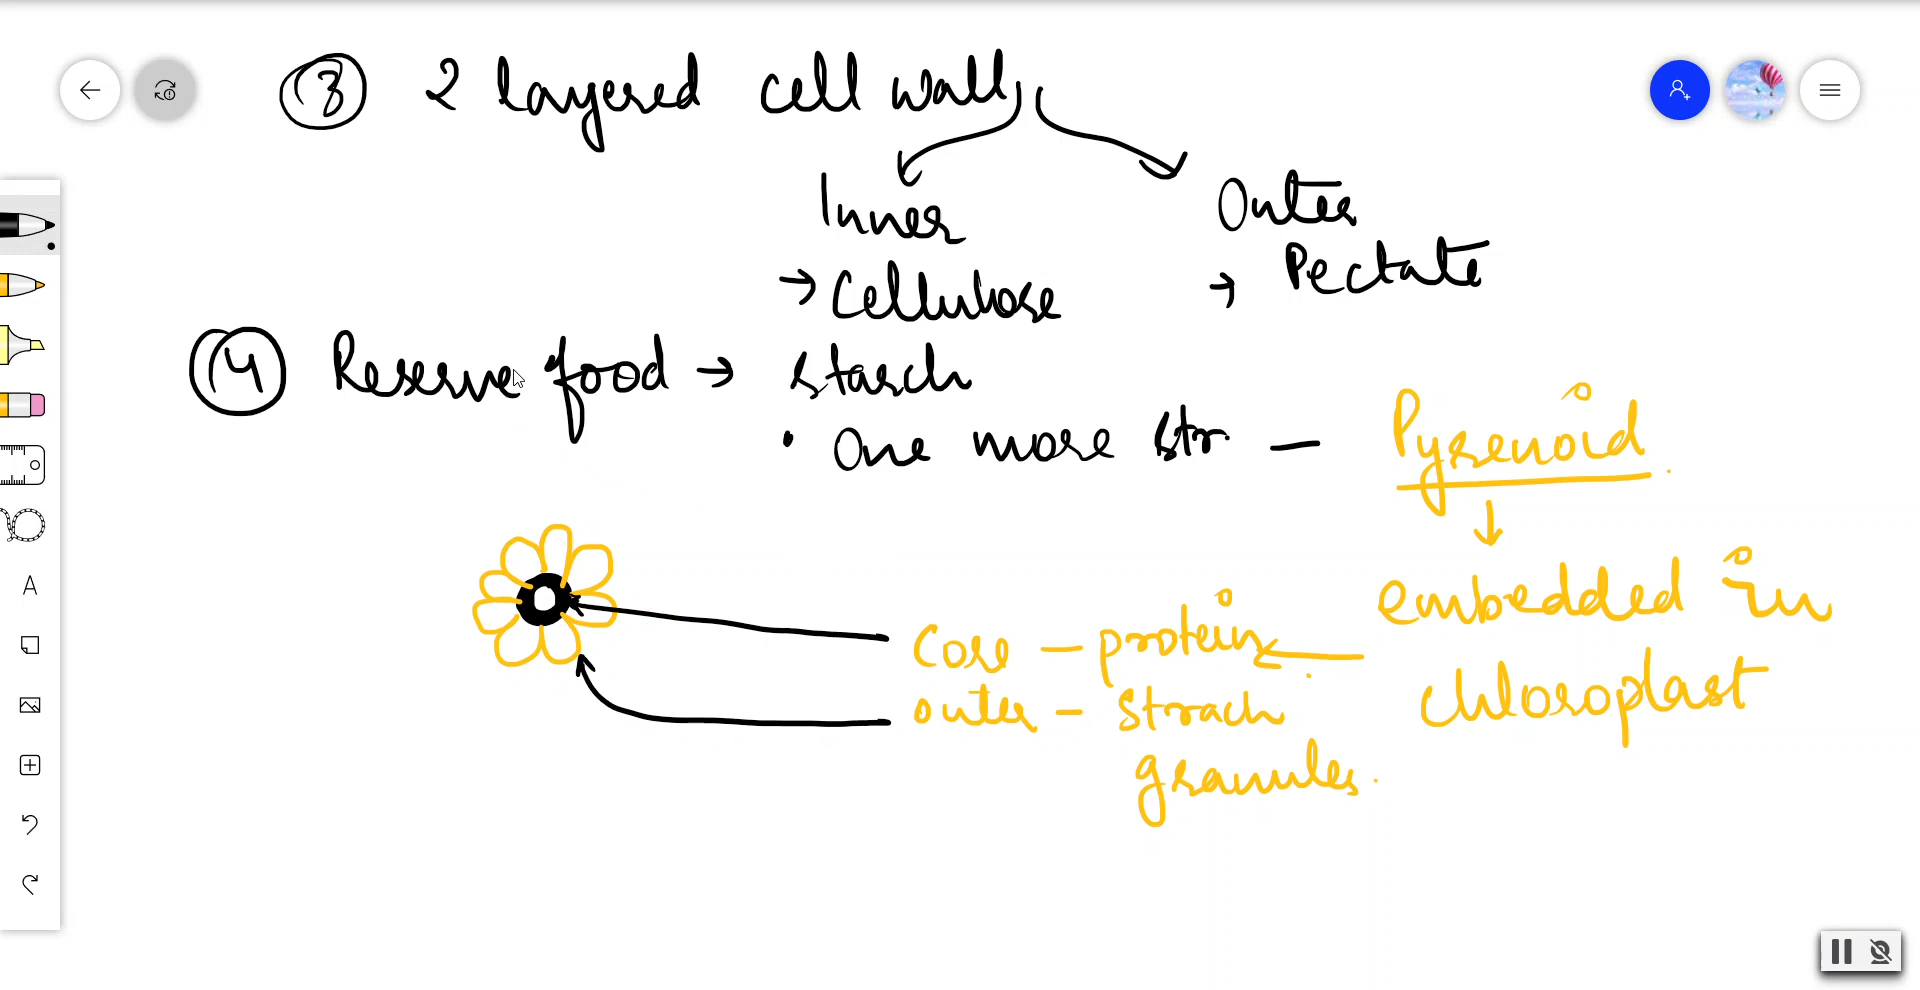 3 2 layered cell wall
Inner Outer
→ Cellulose → Pectate
4 Reserve food → starch
• One more str. — Pyrenoid
↓
embedded in
chloroplast
Core – protein
outer – strach
granules.
A